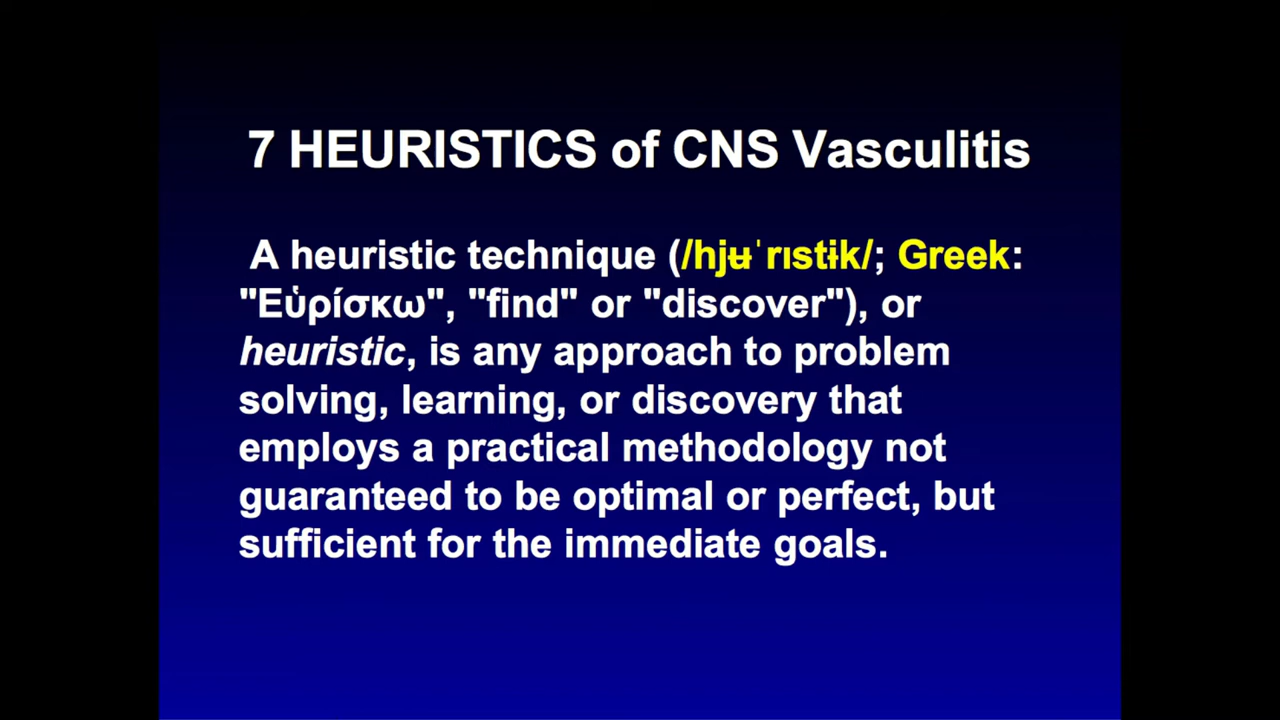 7 HEURISTICS of CNS Vasculitis
A heuristic technique (/hjʉˈrɪstɨk/; Greek:
"Εὑρίσκω", "find" or "discover"), or
heuristic, is any approach to problem
solving, learning, or discovery that
employs a practical methodology not
guaranteed to be optimal or perfect, but
sufficient for the immediate goals.